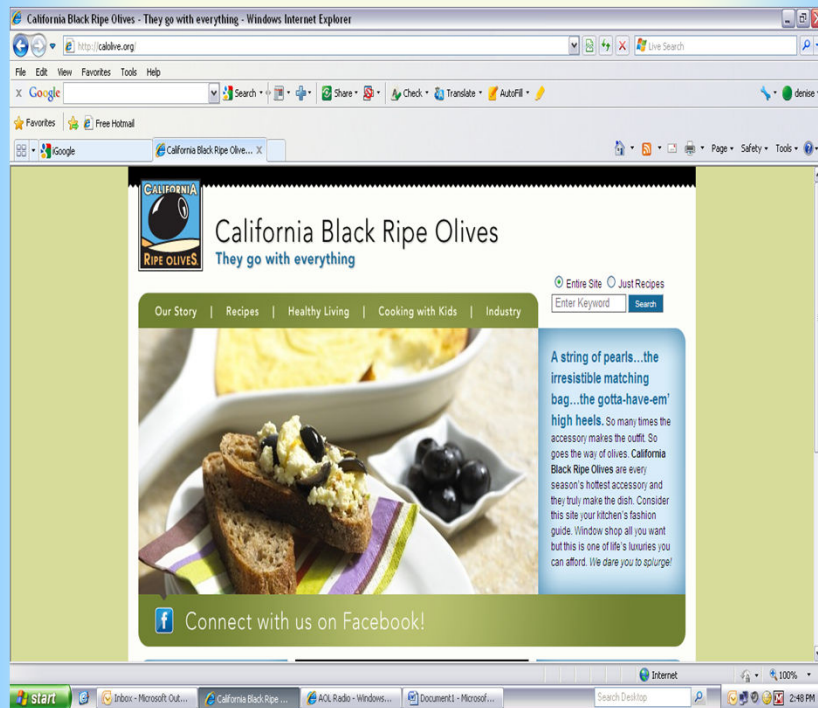 California Black Ripe Olives - They go with everything - Windows Internet Explorer
http://calolive.org/
Live Search
File Edit View Favorites Tools Help
x Google Search Share Check Translate AutoFill denise
Favorites Free Hotmail
iGoogle California Black Ripe Olive... X Page Safety Tools
CALIFORNIA
RIPE OLIVES
California Black Ripe Olives
They go with everything
Entire Site Just Recipes
Enter Keyword Search
Our Story | Recipes | Healthy Living | Cooking with Kids | Industry
A string of pearls...the
irresistible matching
bag...the gotta-have-em'
high heels. So many times the
accessory makes the outfit. So
goes the way of olives. California
Black Ripe Olives are every
season's hottest accessory and
they truly make the dish. Consider
this site your kitchen's fashion
guide. Window shop all you want
but this is one of life's luxuries you
can afford. We dare you to splurge!
f Connect with us on Facebook!
Internet 100%
start Inbox - Microsoft Out... California Black Ripe ... AOL Radio - Windows... Document1 - Microsof... Search Desktop 2:48 PM